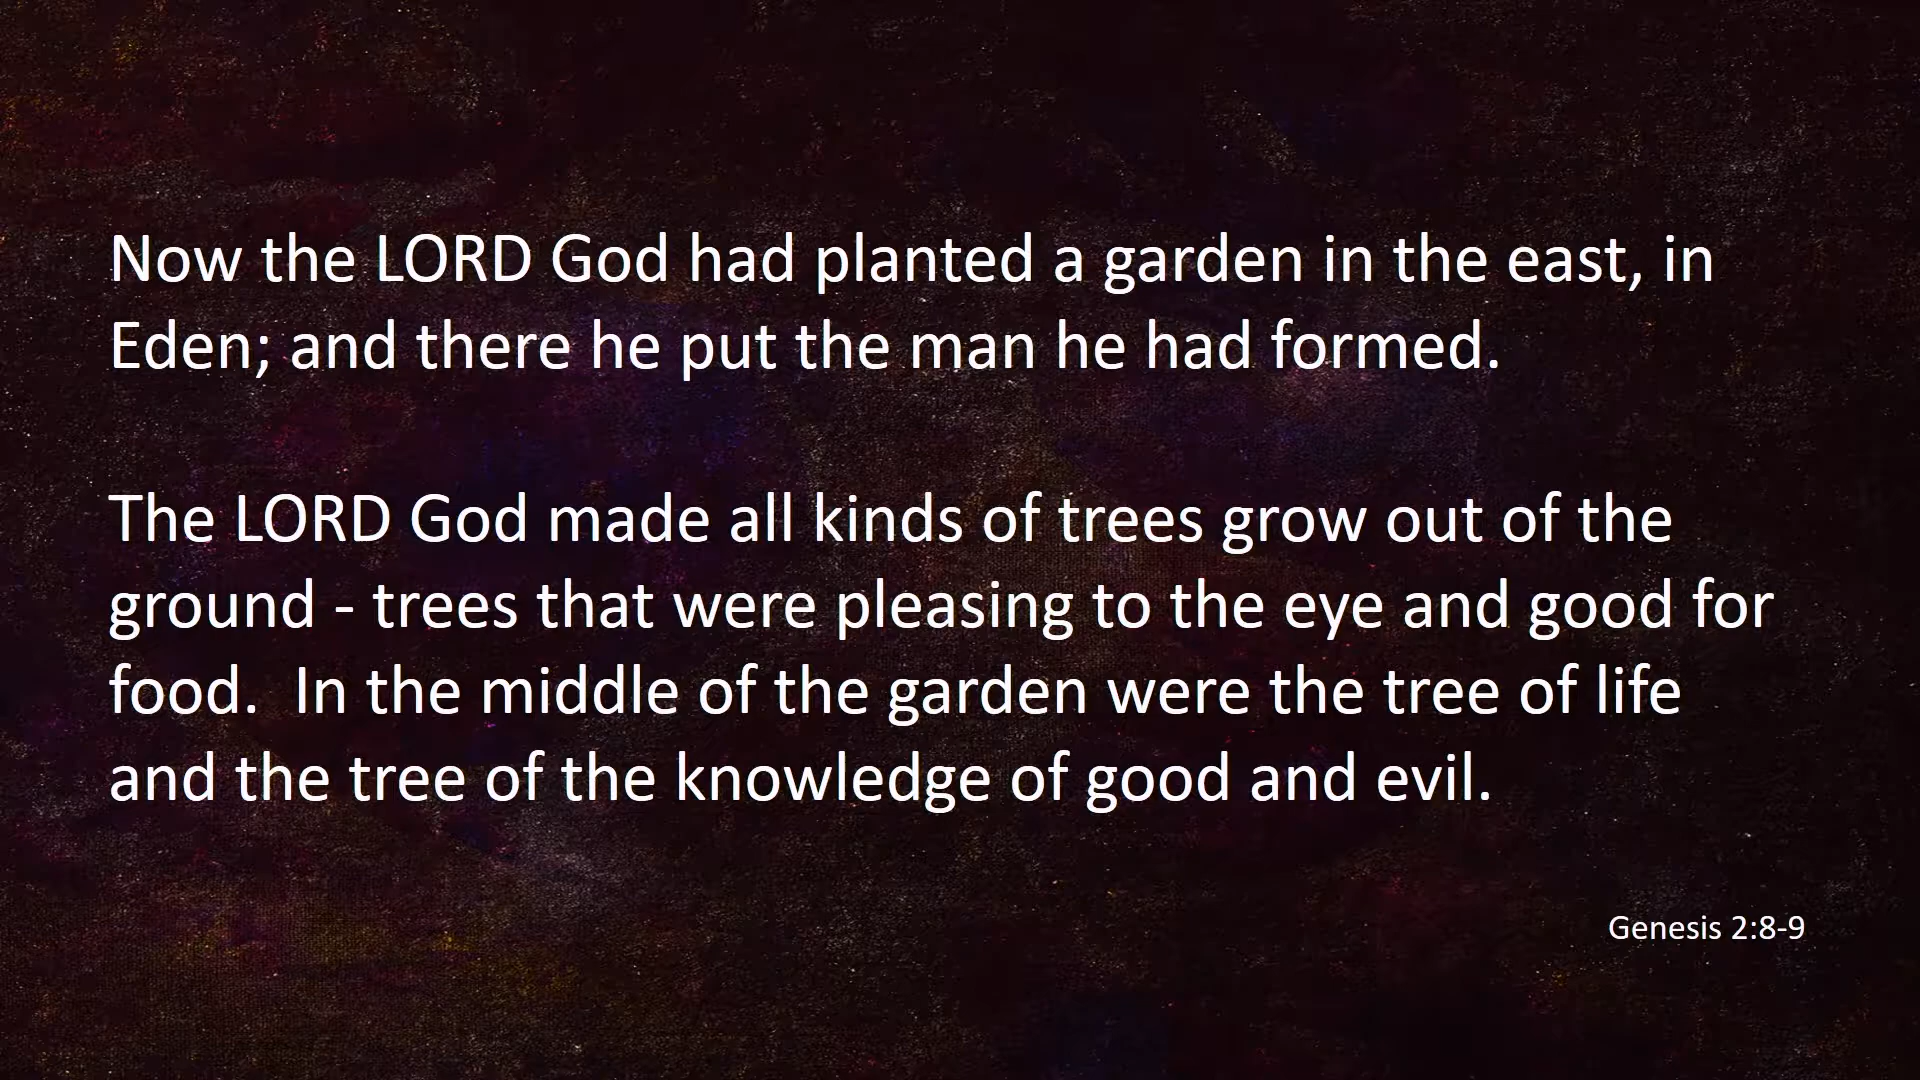 Now the LORD God had planted a garden in the east, in
Eden; and there he put the man he had formed.
The LORD God made all kinds of trees grow out of the
ground - trees that were pleasing to the eye and good for
food.  In the middle of the garden were the tree of life
and the tree of the knowledge of good and evil.
Genesis 2:8-9